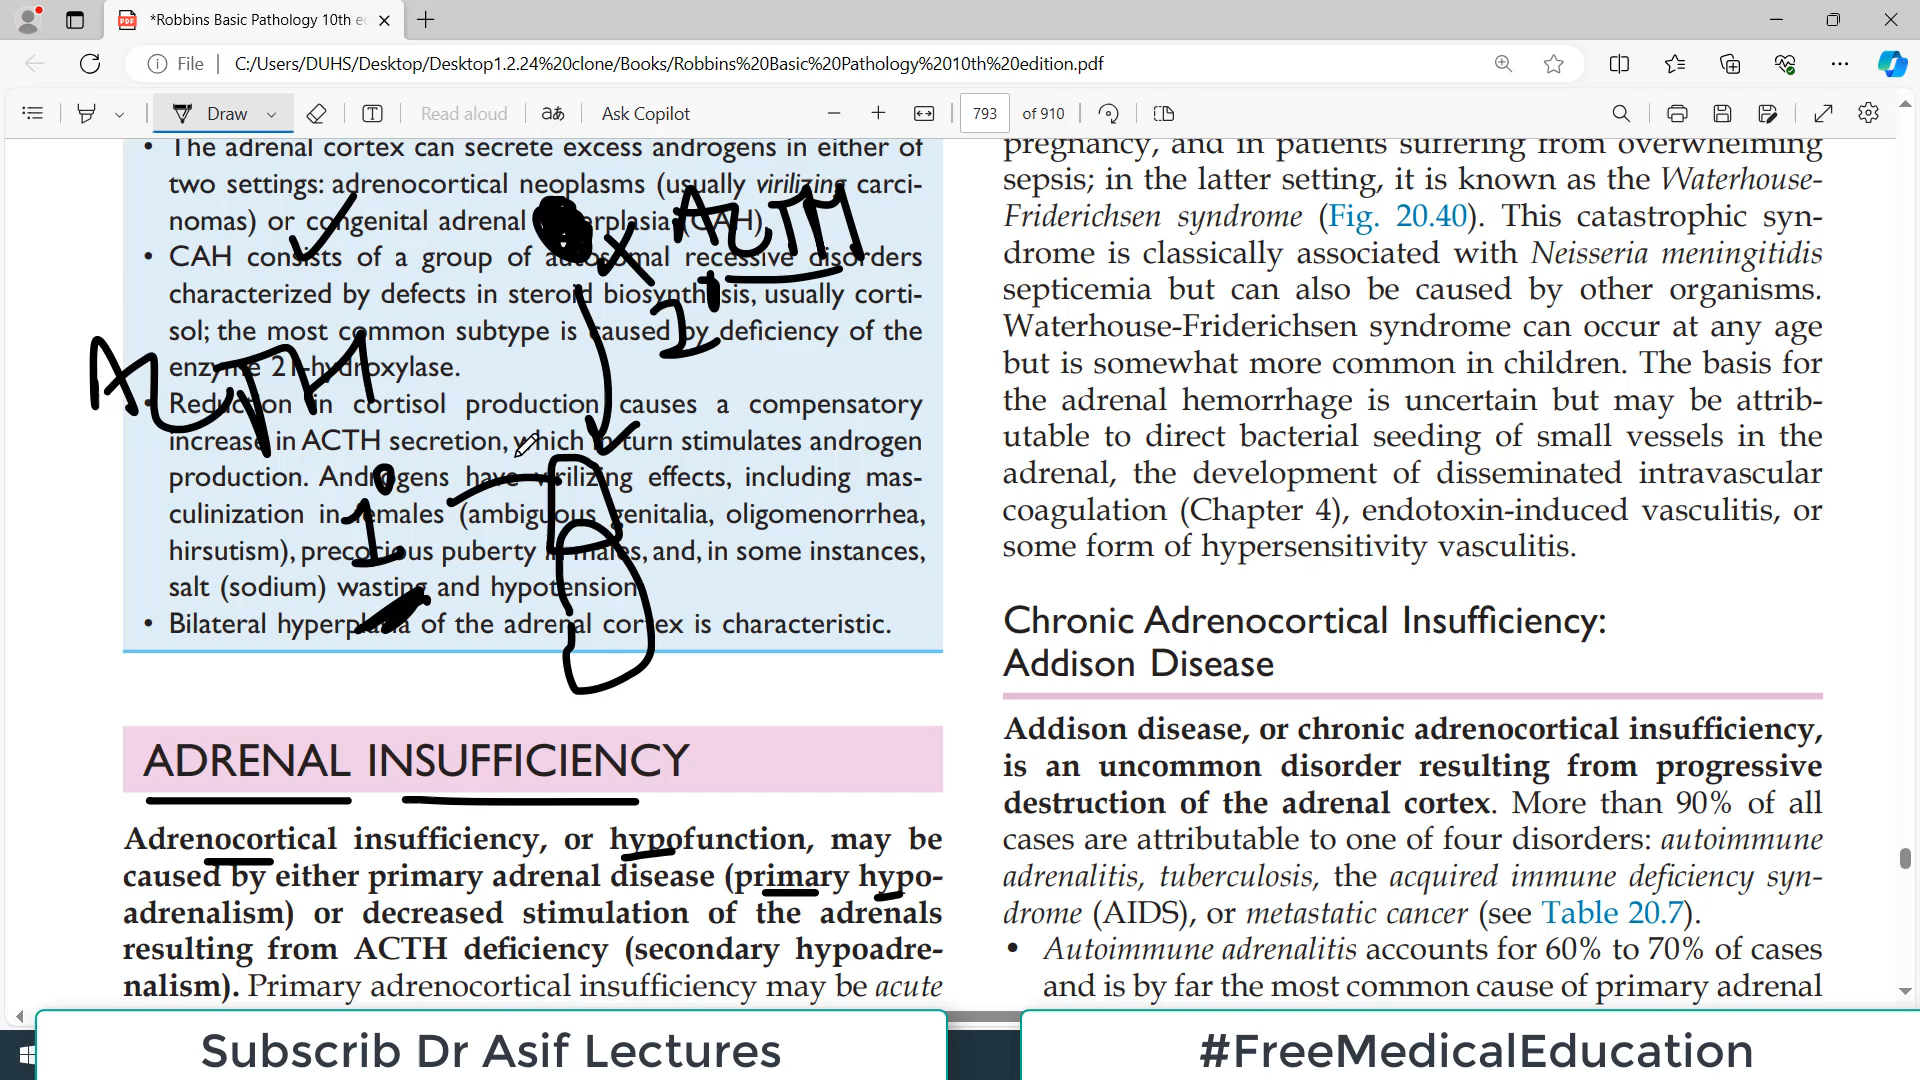 *Robbins Basic Pathology 10th ec
File
C:/Users/DUHS/Desktop/Desktop1.2.24%20clone/Books/Robbins%20Basic%20Pathology%2010th%20edition.pdf
Draw
Read aloud
aあ
Ask Copilot
793 of 910
• The adrenal cortex can secrete excess androgens in either of
two settings: adrenocortical neoplasms (usually virilizing carci-
nomas) or congenital adrenal erplasia (CAH).
• CAH consists of a group of autosomal recessive disorders
characterized by defects in steroid biosynthesis, usually corti-
sol; the most common subtype is caused by deficiency of the
enzyme 21-hydroxylase.
• Reduction in cortisol production causes a compensatory
increase in ACTH secretion, which in turn stimulates androgen
production. Androgens have virilizing effects, including mas-
culinization in females (ambiguous genitalia, oligomenorrhea,
hirsutism), precocious puberty in males, and, in some instances,
salt (sodium) wasting and hypotension
• Bilateral hyperplasia of the adrenal cortex is characteristic.
ACTH
2°
ACTH
1°
ADRENAL INSUFFICIENCY
Adrenocortical insufficiency, or hypofunction, may be
caused by either primary adrenal disease (primary hypo-
adrenalism) or decreased stimulation of the adrenals
resulting from ACTH deficiency (secondary hypoadre-
nalism). Primary adrenocortical insufficiency may be acute
pregnancy, and in patients suffering from overwhelming
sepsis; in the latter setting, it is known as the Waterhouse-
Friderichsen syndrome (Fig. 20.40). This catastrophic syn-
drome is classically associated with Neisseria meningitidis
septicemia but can also be caused by other organisms.
Waterhouse-Friderichsen syndrome can occur at any age
but is somewhat more common in children. The basis for
the adrenal hemorrhage is uncertain but may be attrib-
utable to direct bacterial seeding of small vessels in the
adrenal, the development of disseminated intravascular
coagulation (Chapter 4), endotoxin-induced vasculitis, or
some form of hypersensitivity vasculitis.
Chronic Adrenocortical Insufficiency:
Addison Disease
Addison disease, or chronic adrenocortical insufficiency,
is an uncommon disorder resulting from progressive
destruction of the adrenal cortex. More than 90% of all
cases are attributable to one of four disorders: autoimmune
adrenalitis, tuberculosis, the acquired immune deficiency syn-
drome (AIDS), or metastatic cancer (see Table 20.7).
• Autoimmune adrenalitis accounts for 60% to 70% of cases
and is by far the most common cause of primary adrenal
Subscrib Dr Asif Lectures
#FreeMedicalEducation